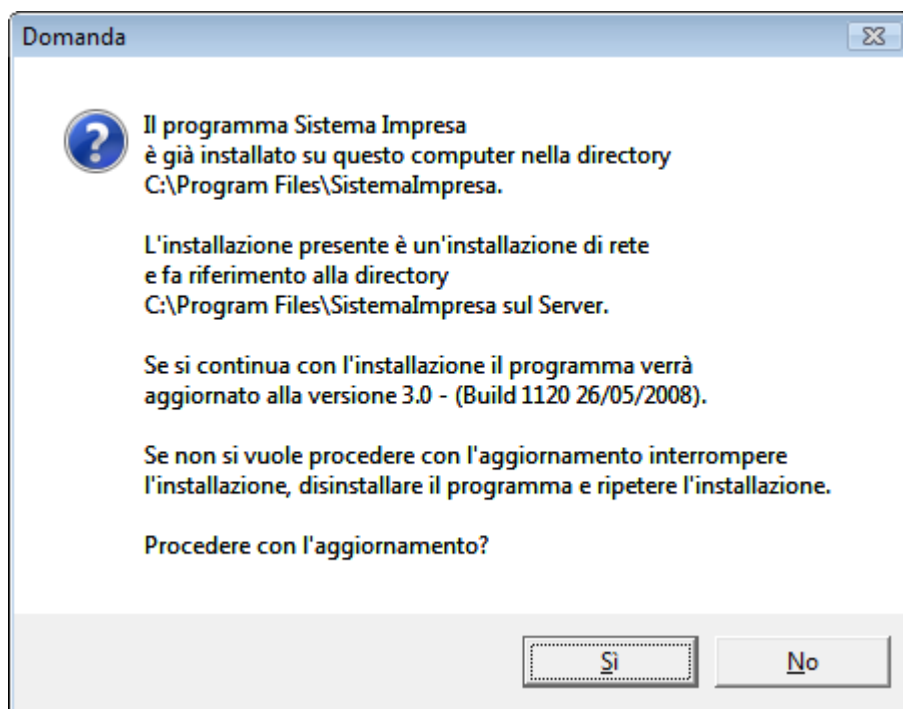 Domanda
Il programma Sistema Impresa
è già installato su questo computer nella directory
C:\Program Files\SistemaImpresa.
L'installazione presente è un'installazione di rete
e fa riferimento alla directory
C:\Program Files\SistemaImpresa sul Server.
Se si continua con l'installazione il programma verrà
aggiornato alla versione 3.0 - (Build 1120 26/05/2008).
Se non si vuole procedere con l'aggiornamento interrompere
l'installazione, disinstallare il programma e ripetere l'installazione.
Procedere con l'aggiornamento?
Sì
No